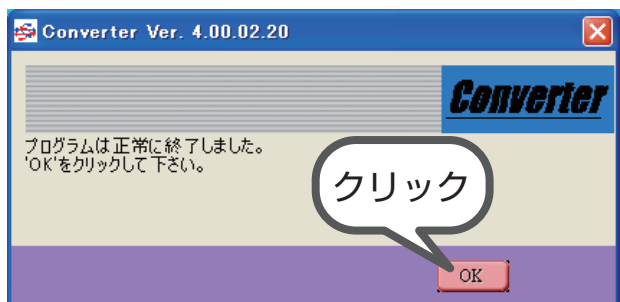 Converter Ver. 4.00.02.20
Converter
プログラムは正常に終了しました。
'OK'をクリックして下さい。
クリック
OK